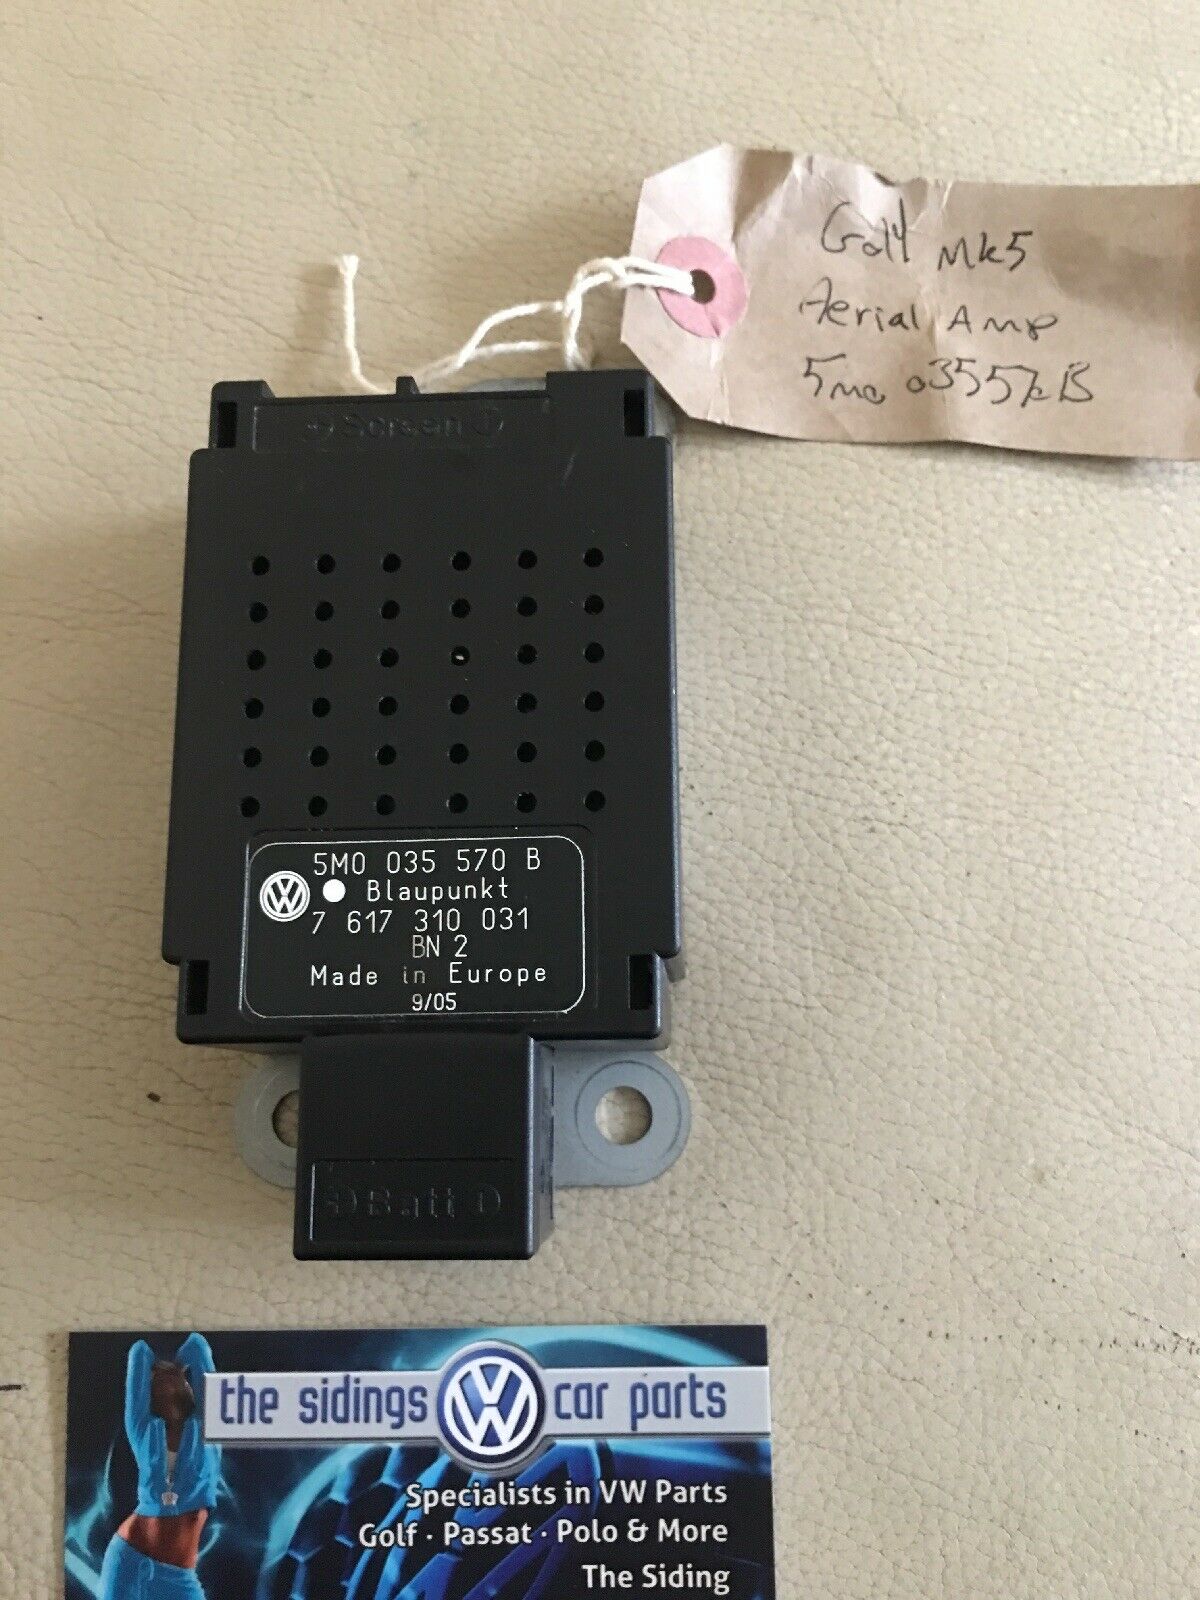 Golf Mk5
Aerial Amp
5M0 035570B
Screen
5M0 035 570 B
Blaupunkt
7 617 310 031
BN 2
Made in Europe
9/05
Batt
the sidings car parts
Specialists in VW Parts
Golf · Passat · Polo & More
The Siding